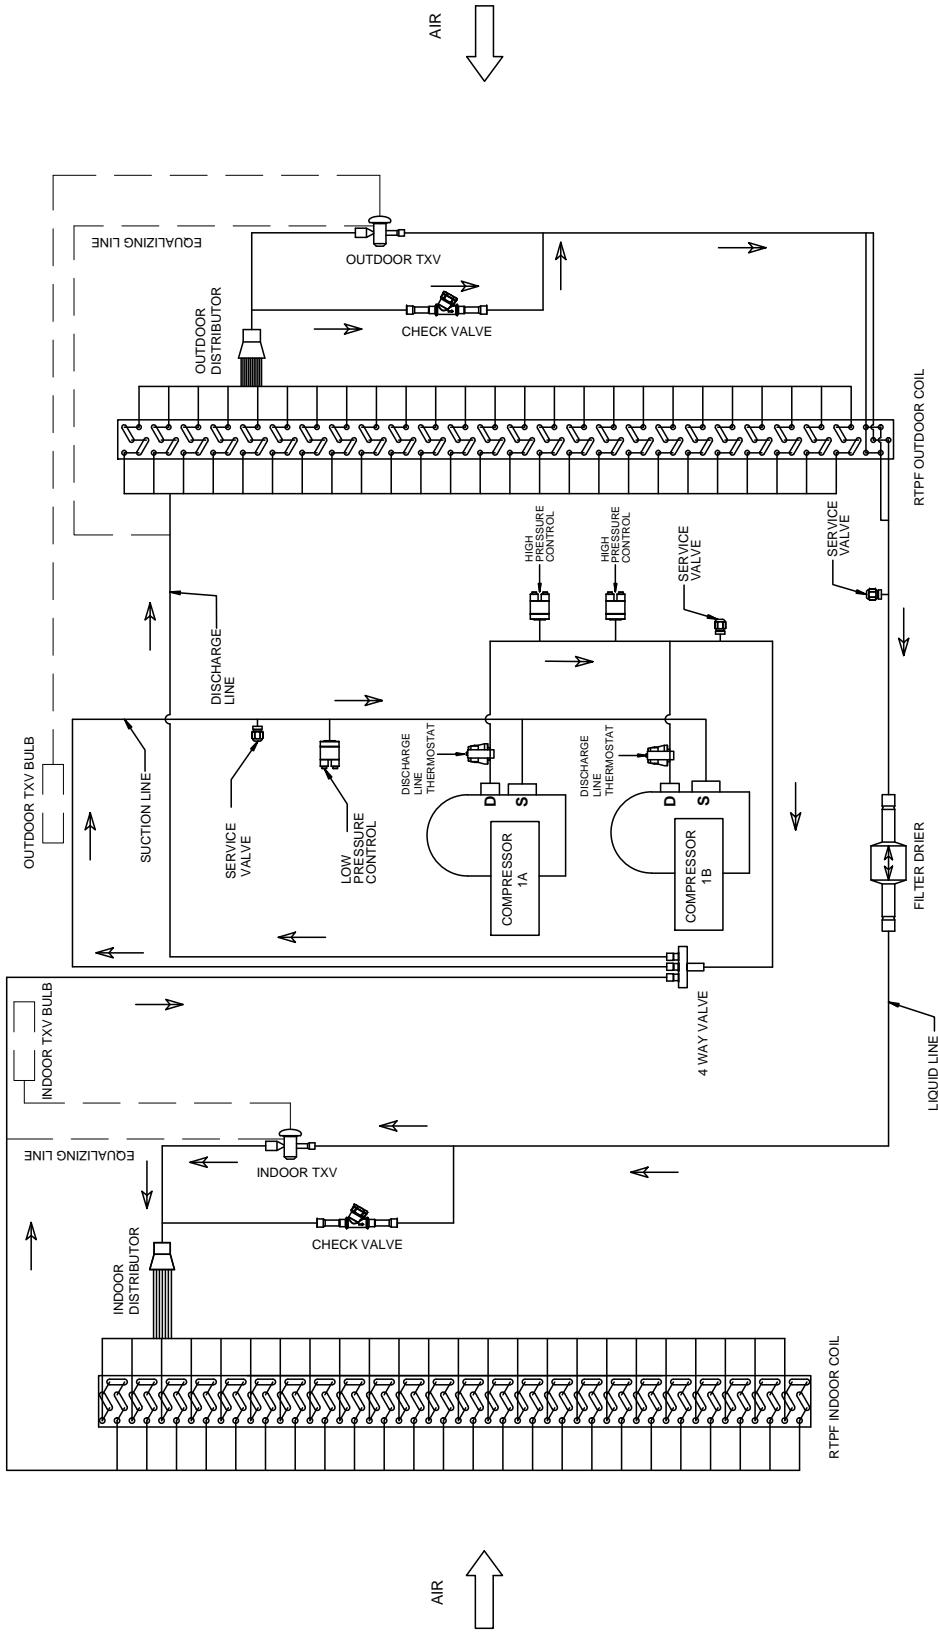 AIR
OUTDOOR TXV BULB
EQUALIZING LINE
OUTDOOR TXV
OUTDOOR
DISTRIBUTOR
CHECK VALVE
RTPF OUTDOOR COIL
DISCHARGE
LINE
SUCTION LINE
SERVICE
VALVE
LOW
PRESSURE
CONTROL
HIGH
PRESSURE
CONTROL
HIGH
PRESSURE
CONTROL
SERVICE
VALVE
SERVICE
VALVE
DISCHARGE
LINE
THERMOSTAT
DISCHARGE
LINE
THERMOSTAT
D
S
COMPRESSOR
1A
D
S
COMPRESSOR
1B
FILTER DRIER
4 WAY VALVE
LIQUID LINE
INDOOR TXV BULB
EQUALIZING LINE
INDOOR TXV
CHECK VALVE
INDOOR
DISTRIBUTOR
RTPF INDOOR COIL
AIR